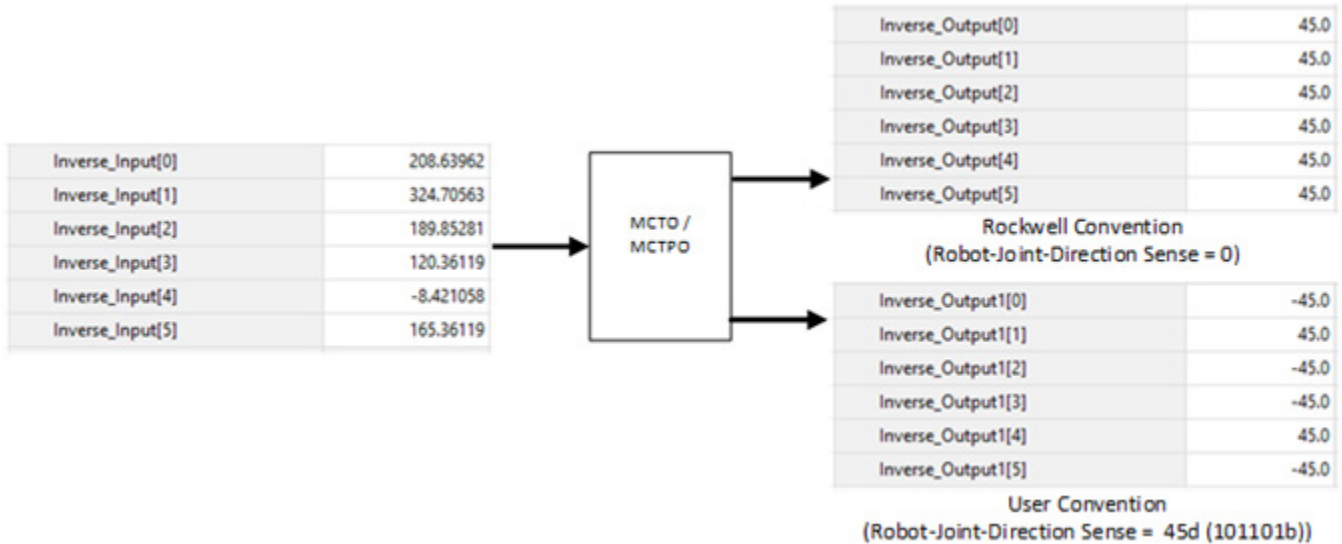 Inverse_Input[0] 208.63962
Inverse_Input[1] 324.70563
Inverse_Input[2] 189.85281
Inverse_Input[3] 120.36119
Inverse_Input[4] -8.421058
Inverse_Input[5] 165.36119
MCTO /
MCTPO
Inverse_Output[0] 45.0
Inverse_Output[1] 45.0
Inverse_Output[2] 45.0
Inverse_Output[3] 45.0
Inverse_Output[4] 45.0
Inverse_Output[5] 45.0
Rockwell Convention
(Robot-Joint-Direction Sense = 0)
Inverse_Output1[0] -45.0
Inverse_Output1[1] 45.0
Inverse_Output1[2] -45.0
Inverse_Output1[3] -45.0
Inverse_Output1[4] 45.0
Inverse_Output1[5] -45.0
User Convention
(Robot-Joint-Direction Sense = 45d (101101b))